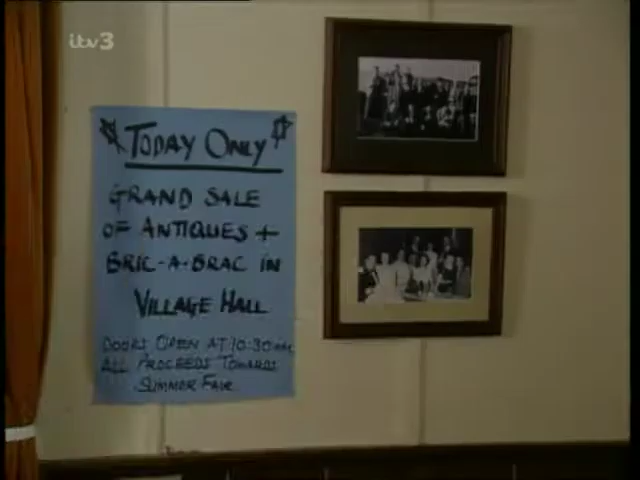 itv3
TODAY ONLY
GRAND SALE
OF ANTIQUES +
BRIC-A-BRAC IN
VILLAGE HALL
DOORS OPEN AT 10:30AM
ALL PROCEEDS TOWARDS
SUMMER FAIR